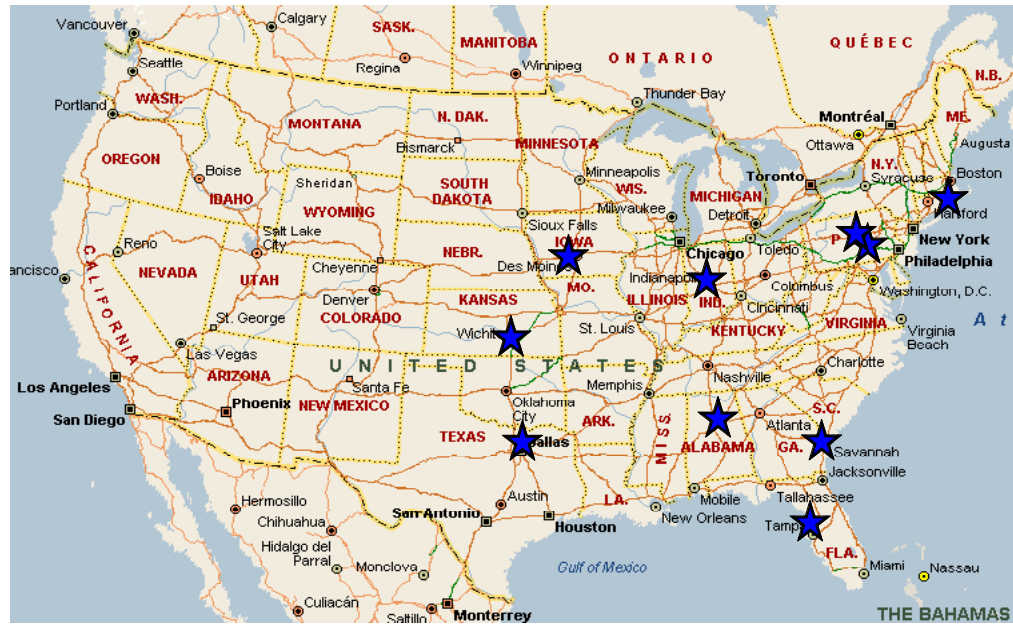 Vancouver
Calgary
SASK.
MANITOBA
ONTARIO
QUÉBEC
N.B.
Seattle
Regina
Winnipeg
Thunder Bay
WASH.
Portland
MONTANA
N. DAK.
Bismarck
MINNESOTA
Montréal
Ottawa
ME.
Augusta
OREGON
Boise
IDAHO
Sheridan
SOUTH
DAKOTA
Minneapolis
WIS.
MICHIGAN
Toronto
N.Y.
Syracuse
Boston
WYOMING
Sioux Falls
Milwaukee
Detroit
Hartford
Reno
Salt Lake
City
NEBR.
IOWA
Des Moines
Chicago
Toledo
P
New York
Philadelphia
ancisco
CALIFORNIA
NEVADA
UTAH
Cheyenne
Denver
COLORADO
KANSAS
MO.
ILLINOIS
Indianapolis
IND.
Columbus
Cincinnati
Washington, D.C.
St. George
Wichit
St. Louis
KENTUCKY
VIRGINIA
Virginia
Beach
A t
Las Vegas
UNITED STATES
Los Angeles
ARIZONA
Santa Fe
Memphis
Nashville
Charlotte
San Diego
Phoenix
NEW MEXICO
Oklahoma
City
ARK.
S.C.
Atlanta
TEXAS
Dallas
MISS.
ALABAMA
GA.
Savannah
Jacksonville
Hermosillo
Austin
LA.
Mobile
Tallahassee
Chihuahua
San Antonio
Houston
New Orleans
Tampa
Hidalgo del
Parral
Monclova
Gulf of Mexico
FLA.
Miami
Nassau
Culiacán
Saltillo
Monterrey
THE BAHAMAS